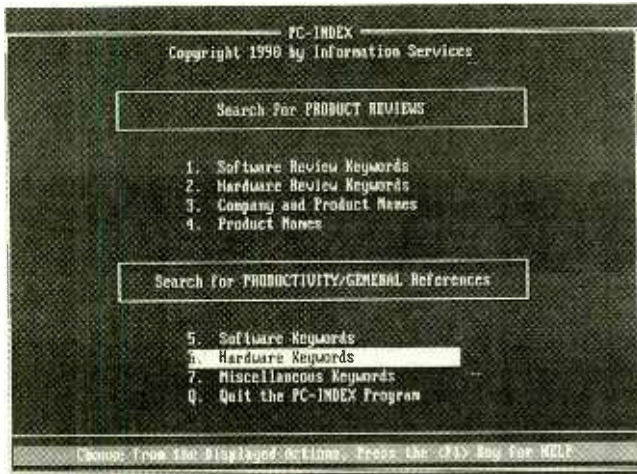 PC-INDEX
Copyright 1990 by Information Services
Search For PRODUCT REVIEWS
1. Software Review Keywords
2. Hardware Review Keywords
3. Company and Product Names
4. Product Names
Search for PRODUCTIVITY/GENERAL References
5. Software Keywords
6. Hardware Keywords
7. Miscellaneous Keywords
Q. Quit the PC-INDEX Program
Choose from the Displayed Options, Press the <F1> Key for HELP